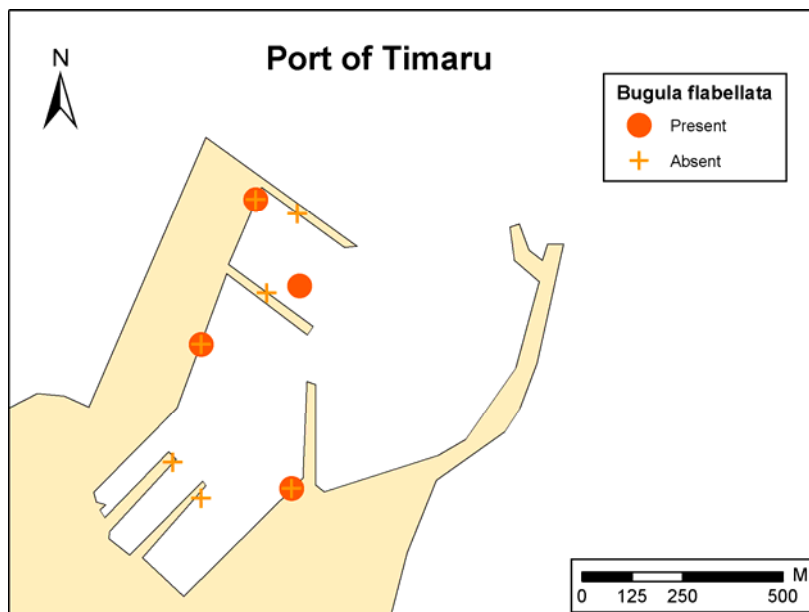 Port of Timaru
N
Bugula flabellata
Present
Absent
M
0 125 250 500